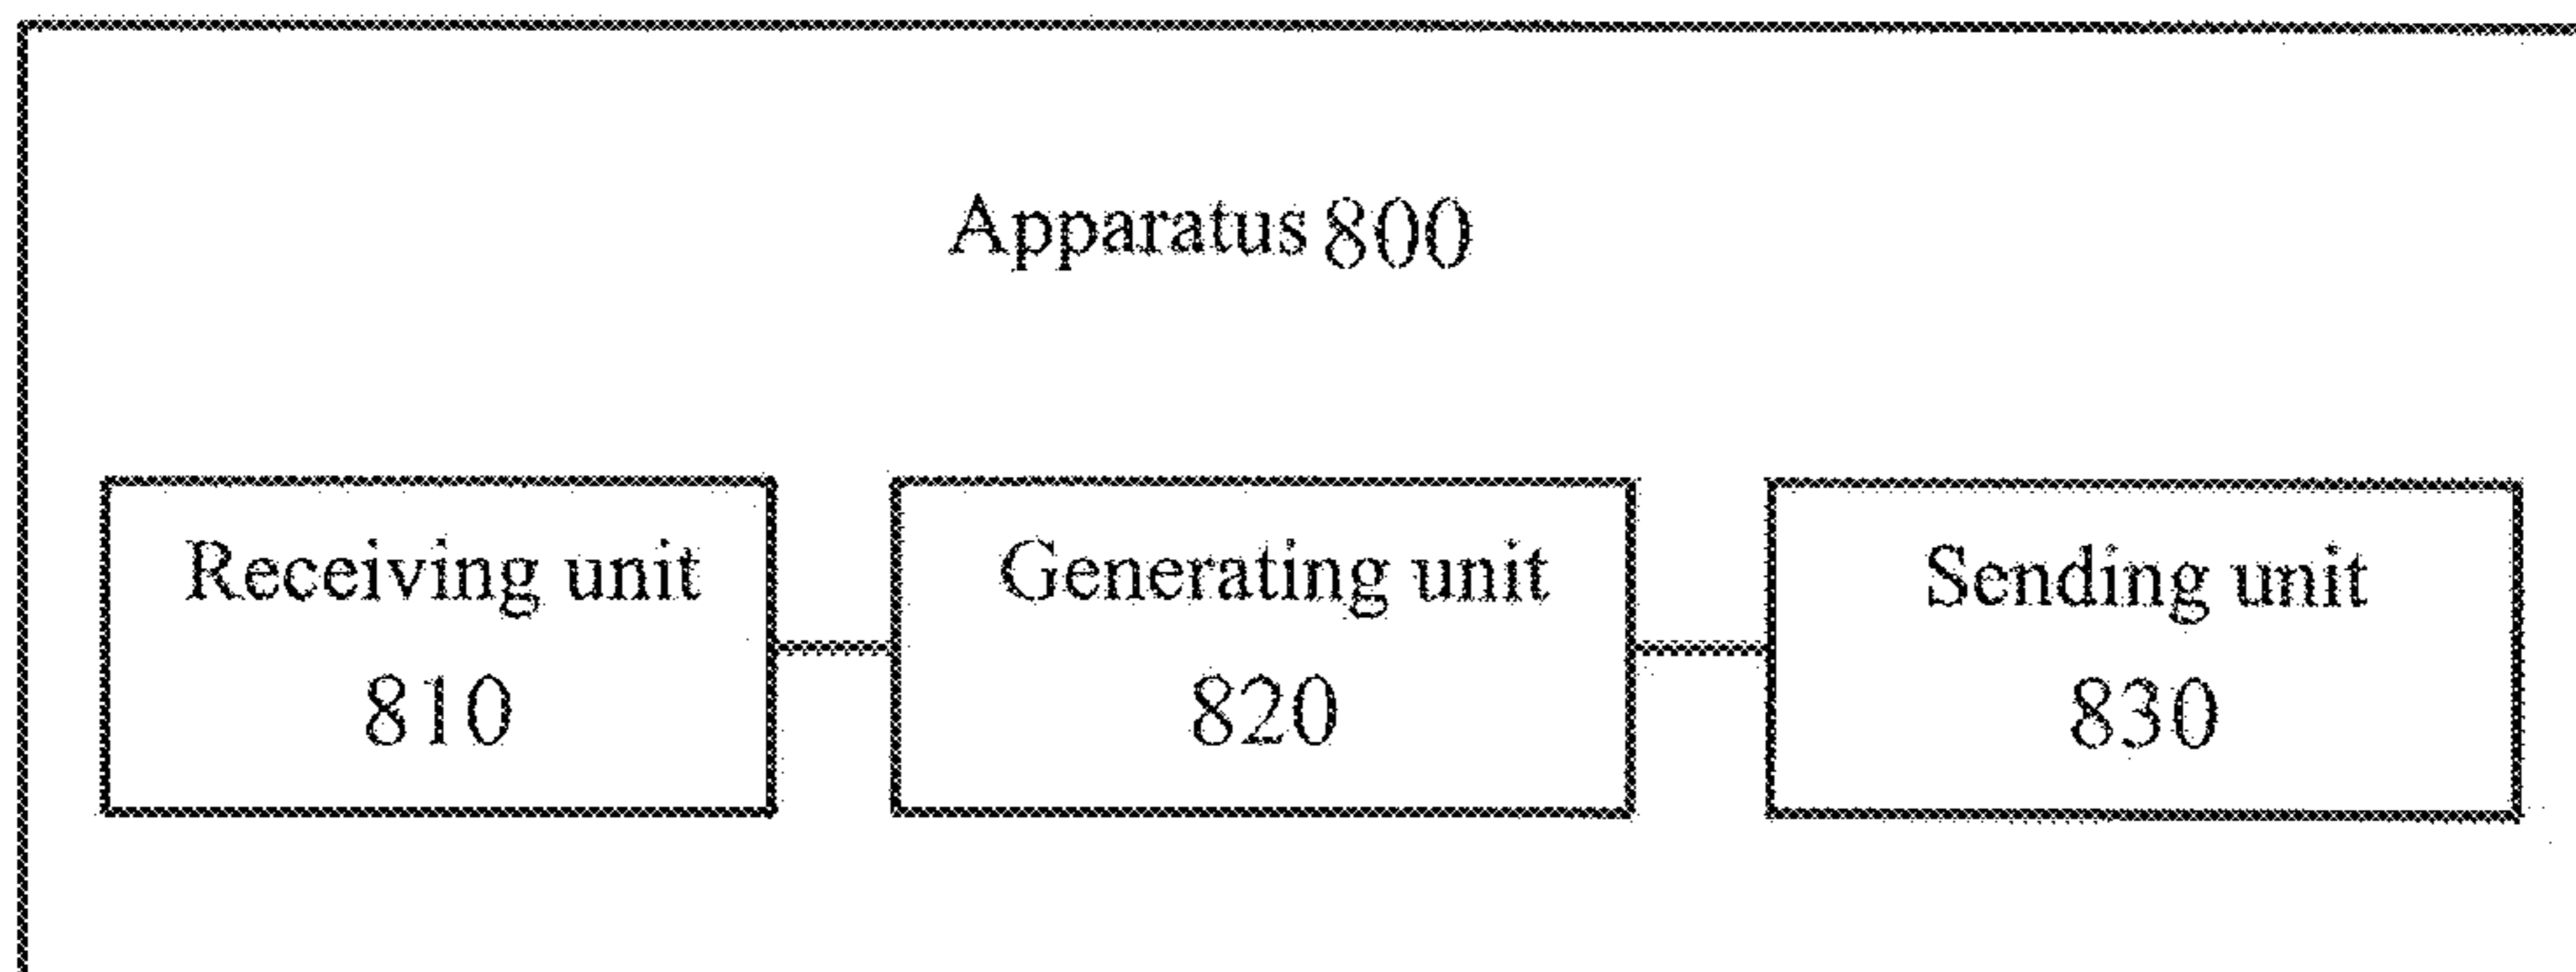 Apparatus 800
Receiving unit
810
Generating unit
820
Sending unit
830